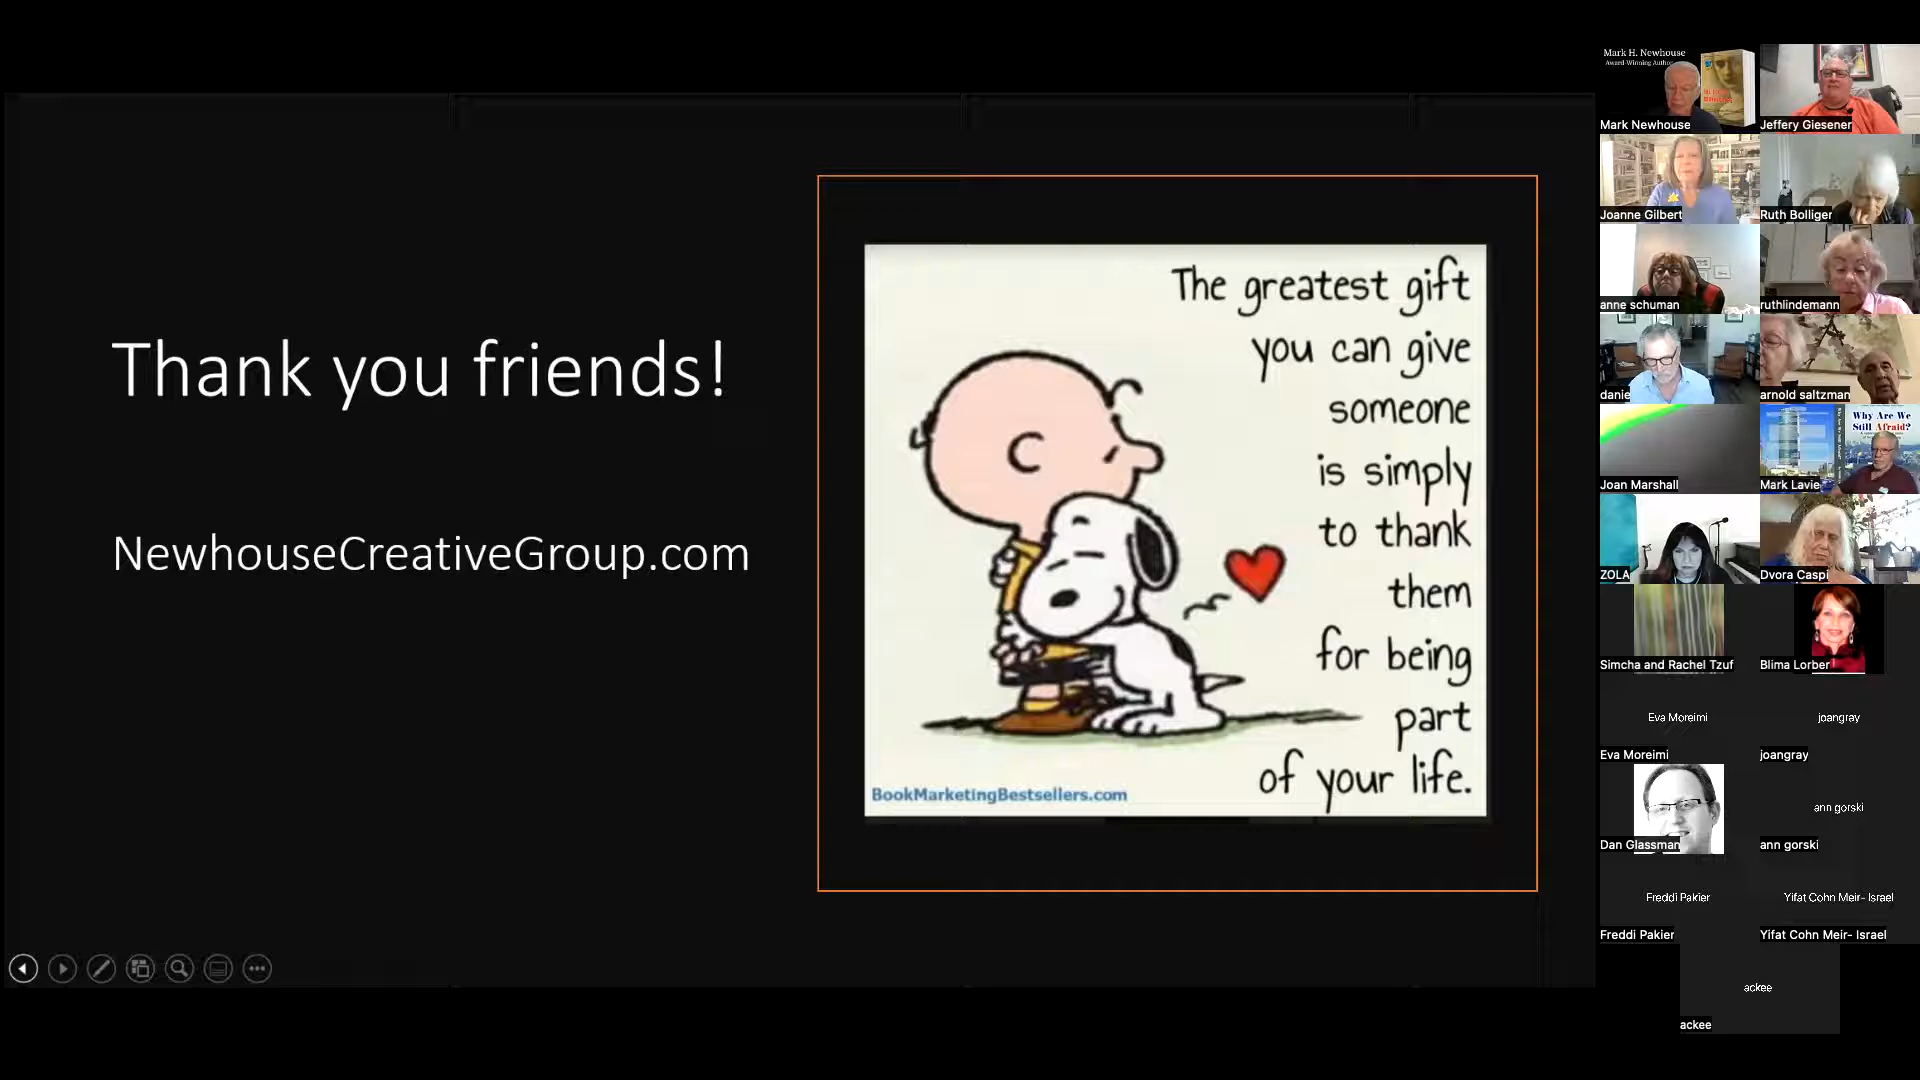 Thank you friends!
NewhouseCreativeGroup.com
The greatest gift
you can give
someone
is simply
to thank
them
for being
part
of your life.
BookMarketingBestsellers.com
Mark H. Newhouse
Award-Winning Author
Mark Newhouse
Jeffery Giesener
Joanne Gilbert
Ruth Bolliger
anne schuman
ruthlindemann
danie
arnold saltzman
Joan Marshall
Why Are We
Still Afraid?
Mark Lavie
ZOLA
Dvora Caspi
Simcha and Rachel Tzuf
Blima Lorber
Eva Moreimi
Eva Moreimi
joangray
joangray
Dan Glassman
ann gorski
ann gorski
Freddi Pakier
Freddi Pakier
Yifat Cohn Meir- Israel
Yifat Cohn Meir- Israel
ackee
ackee